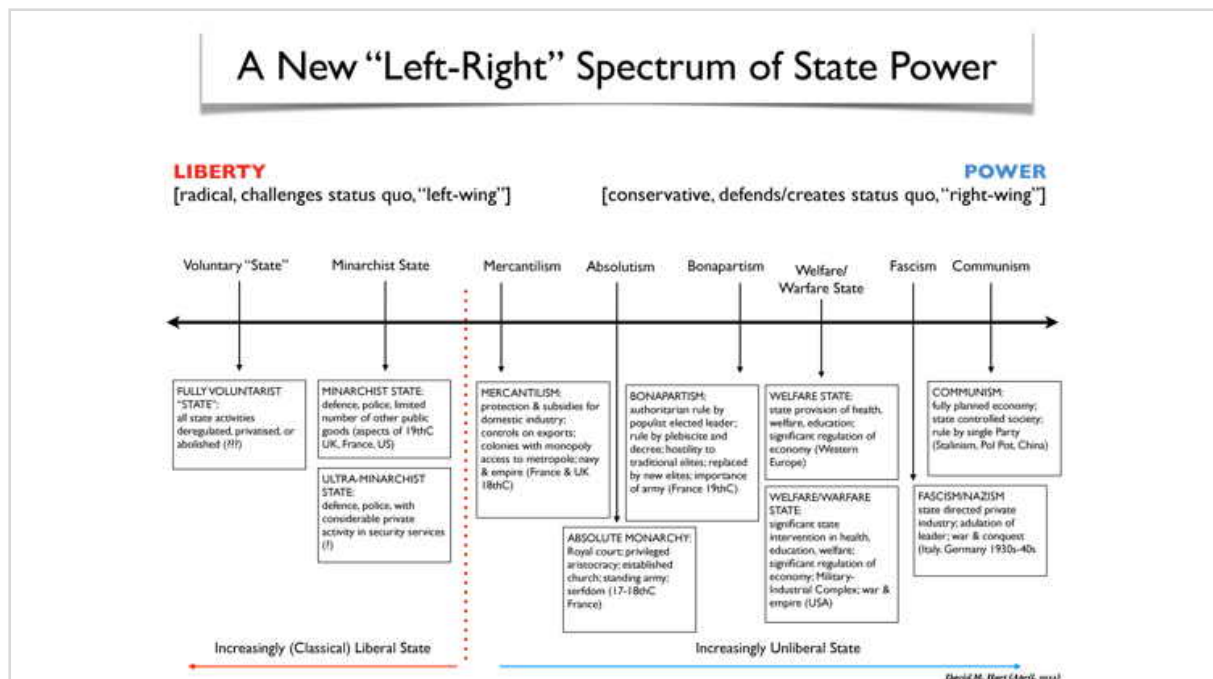 A New “Left-Right” Spectrum of State Power
LIBERTY
[radical, challenges status quo, “left-wing”]
POWER
[conservative, defends/creates status quo, “right-wing”]
Voluntary “State”
Minarchist State
Mercantilism
Absolutism
Bonapartism
Welfare/
Warfare State
Fascism
Communism
FULLY VOLUNTARIST
“STATE”:
all state activities
deregulated, privatised, or
abolished (???)
MINARCHIST STATE:
defence, police, limited
number of other public
goods (aspects of 19thC
UK, France, US)
ULTRA-MINARCHIST
STATE:
defence, police, with
considerable private
activity in security services
(?)
MERCANTILISM:
protection & subsidies for
domestic industry;
controls on exports;
colonies with monopoly
access to metropole; navy
& empire (France & UK
18thC)
ABSOLUTE MONARCHY:
Royal court; privileged
aristocracy; established
church; standing army;
serfdom (17-18thC
France)
BONAPARTISM:
authoritarian rule by
populist elected leader;
rule by plebiscite and
decree; hostility to
traditional elites; replaced
by new elites; importance
of army (France 19thC)
WELFARE STATE:
state provision of health,
welfare, education;
significant regulation of
economy (Western
Europe)
WELFARE/WARFARE
STATE:
significant state
intervention in health,
education, welfare;
significant regulation of
economy; Military-
Industrial Complex; war &
empire (USA)
COMMUNISM:
fully planned economy;
state controlled society;
rule by single Party
(Stalinism, Pol Pot, China)
FASCISM/NAZISM
state directed private
industry; adulation of
leader; war & conquest
(Italy, Germany 1930s-40s
Increasingly (Classical) Liberal State
Increasingly Unliberal State
David M. Hart (April,